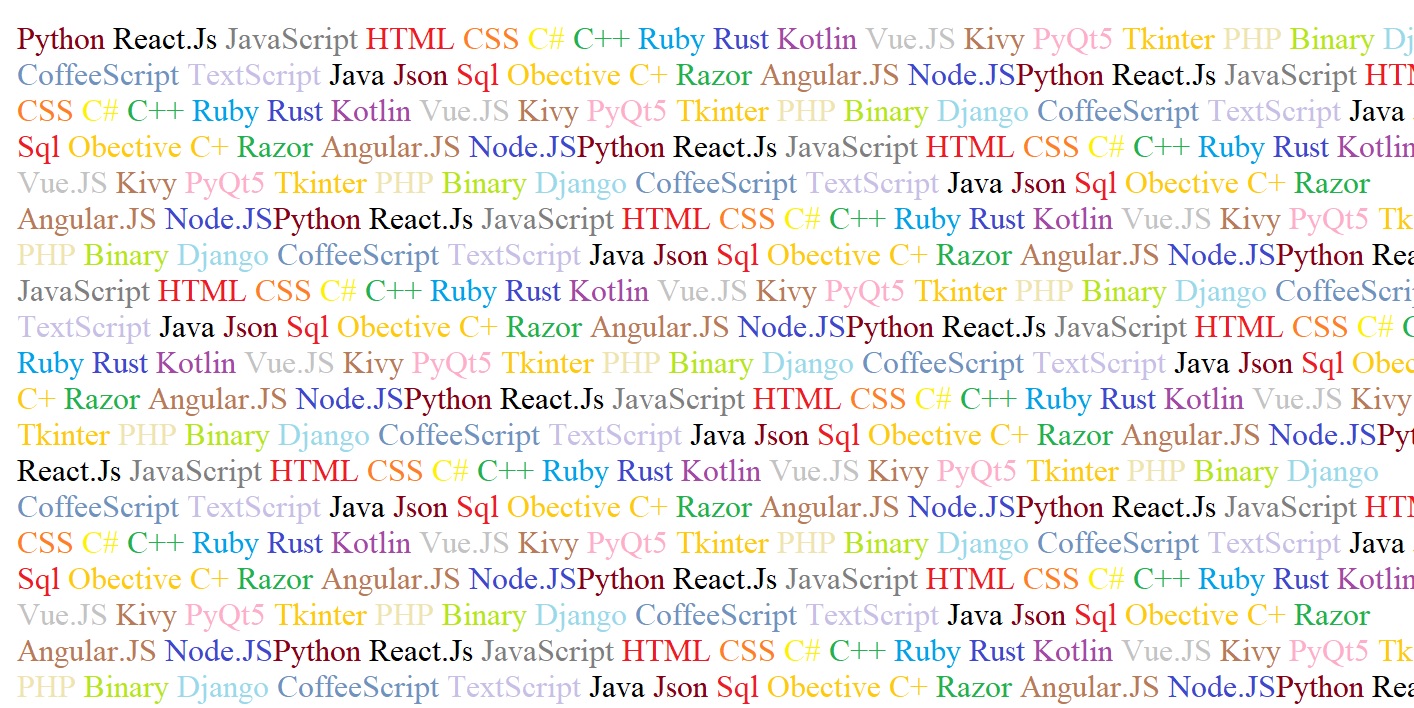 Python React.Js JavaScript HTML CSS C# C++ Ruby Rust Kotlin Vue.JS Kivy PyQt5 Tkinter PHP Binary Dj
CoffeeScript TextScript Java Json Sql Obective C+ Razor Angular.JS Node.JSPython React.Js JavaScript HTM
CSS C# C++ Ruby Rust Kotlin Vue.JS Kivy PyQt5 Tkinter PHP Binary Django CoffeeScript TextScript Java
Sql Obective C+ Razor Angular.JS Node.JSPython React.Js JavaScript HTML CSS C# C++ Ruby Rust Kotlin
Vue.JS Kivy PyQt5 Tkinter PHP Binary Django CoffeeScript TextScript Java Json Sql Obective C+ Razor
Angular.JS Node.JSPython React.Js JavaScript HTML CSS C# C++ Ruby Rust Kotlin Vue.JS Kivy PyQt5 Tk
PHP Binary Django CoffeeScript TextScript Java Json Sql Obective C+ Razor Angular.JS Node.JSPython Rea
JavaScript HTML CSS C# C++ Ruby Rust Kotlin Vue.JS Kivy PyQt5 Tkinter PHP Binary Django CoffeeScri
TextScript Java Json Sql Obective C+ Razor Angular.JS Node.JSPython React.Js JavaScript HTML CSS C# C
Ruby Rust Kotlin Vue.JS Kivy PyQt5 Tkinter PHP Binary Django CoffeeScript TextScript Java Json Sql Obec
C+ Razor Angular.JS Node.JSPython React.Js JavaScript HTML CSS C# C++ Ruby Rust Kotlin Vue.JS Kivy
Tkinter PHP Binary Django CoffeeScript TextScript Java Json Sql Obective C+ Razor Angular.JS Node.JSPyt
React.Js JavaScript HTML CSS C# C++ Ruby Rust Kotlin Vue.JS Kivy PyQt5 Tkinter PHP Binary Django
CoffeeScript TextScript Java Json Sql Obective C+ Razor Angular.JS Node.JSPython React.Js JavaScript HTM
CSS C# C++ Ruby Rust Kotlin Vue.JS Kivy PyQt5 Tkinter PHP Binary Django CoffeeScript TextScript Java
Sql Obective C+ Razor Angular.JS Node.JSPython React.Js JavaScript HTML CSS C# C++ Ruby Rust Kotlin
Vue.JS Kivy PyQt5 Tkinter PHP Binary Django CoffeeScript TextScript Java Json Sql Obective C+ Razor
Angular.JS Node.JSPython React.Js JavaScript HTML CSS C# C++ Ruby Rust Kotlin Vue.JS Kivy PyQt5 Tk
PHP Binary Django CoffeeScript TextScript Java Json Sql Obective C+ Razor Angular.JS Node.JSPython Rea